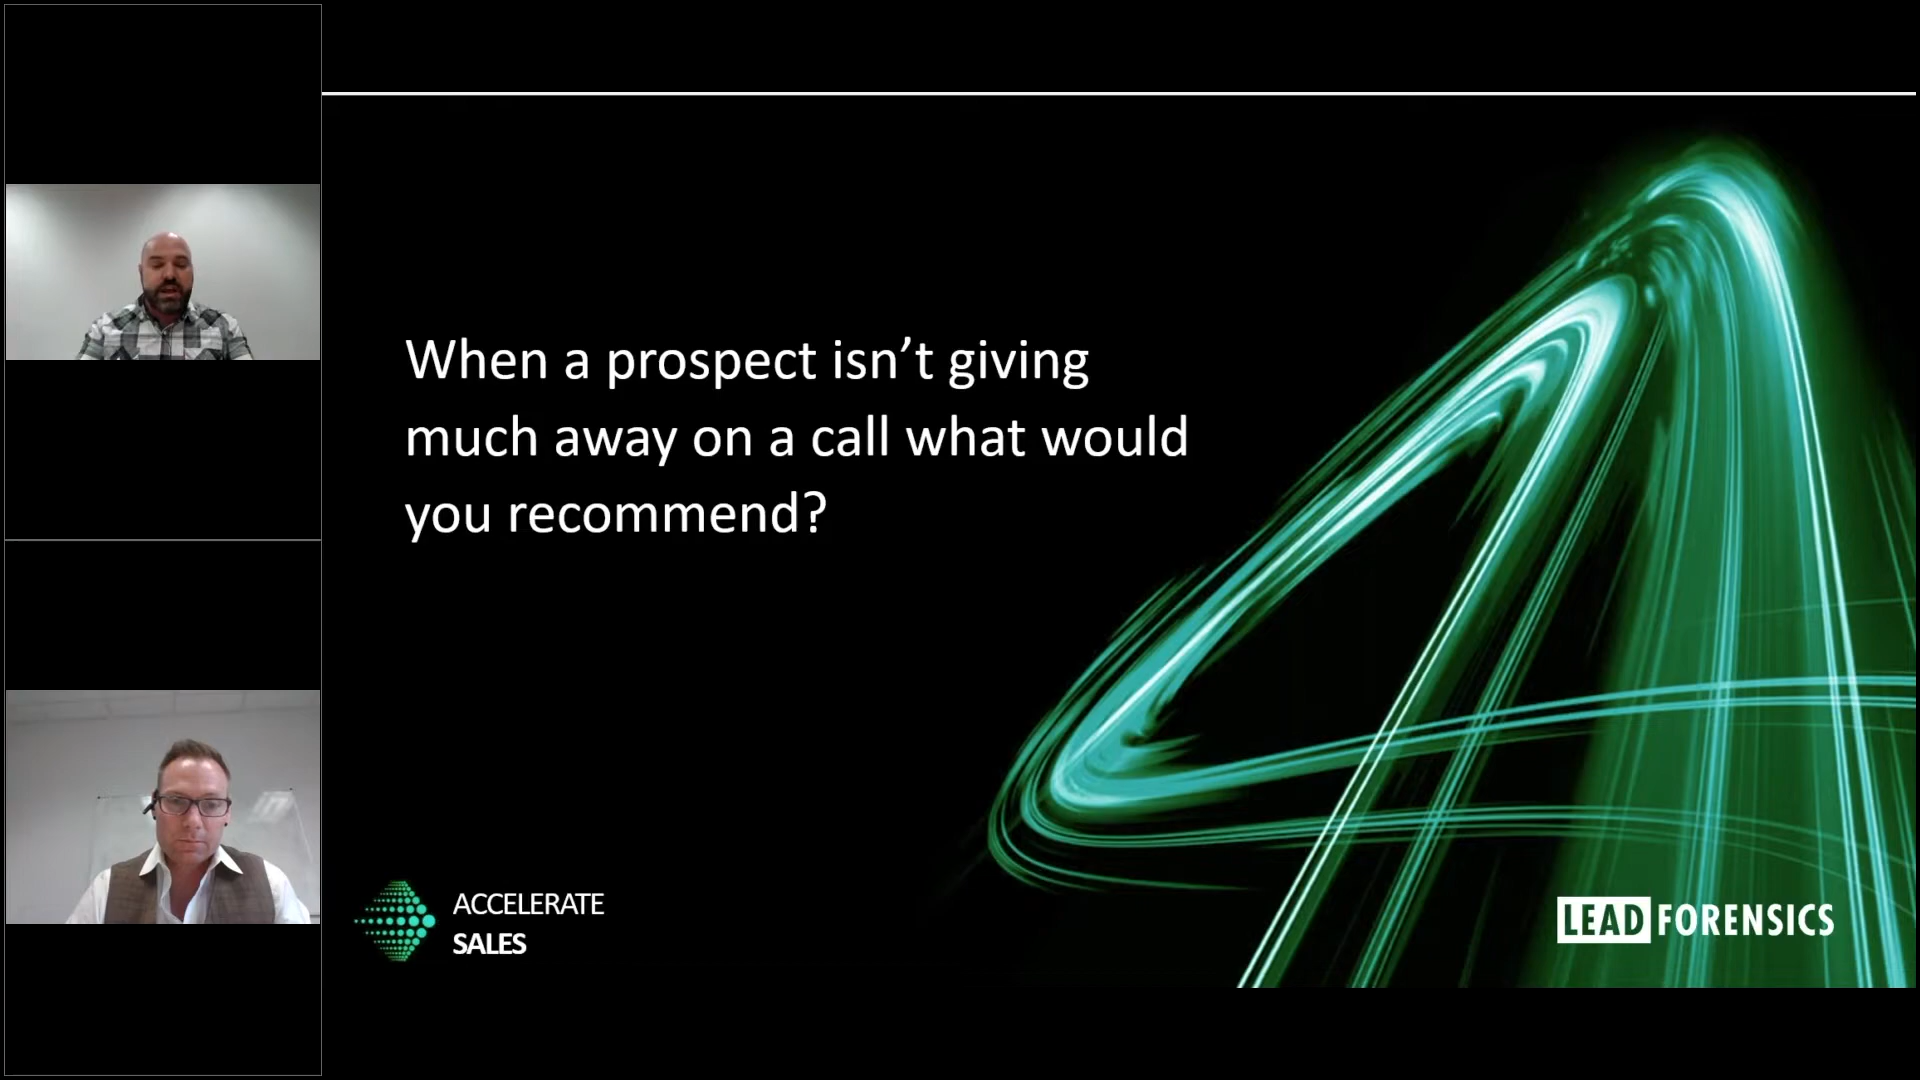 When a prospect isn’t giving
much away on a call what would
you recommend?
ACCELERATE
SALES
LEAD FORENSICS